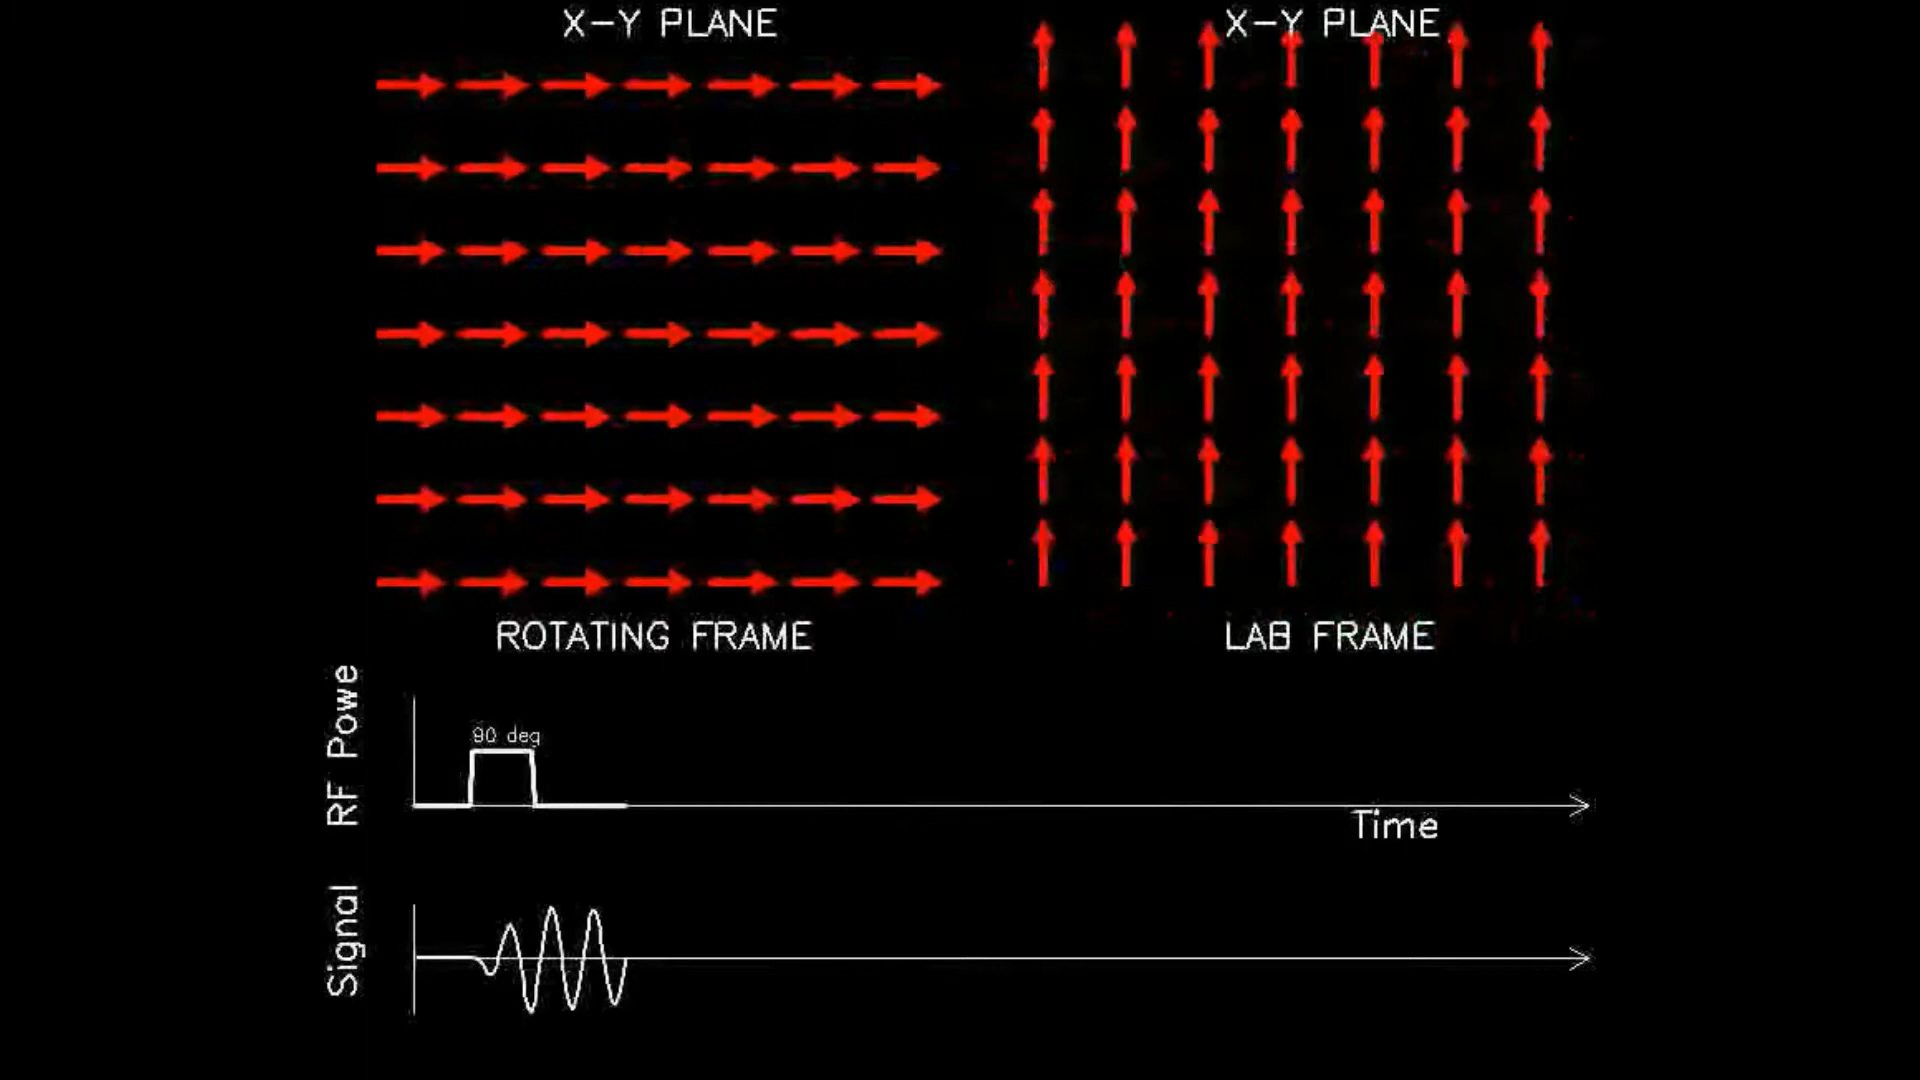 X-Y PLANE
X-Y PLANE
ROTATING FRAME
LAB FRAME
RF Powe
90 deg
Time
Signal